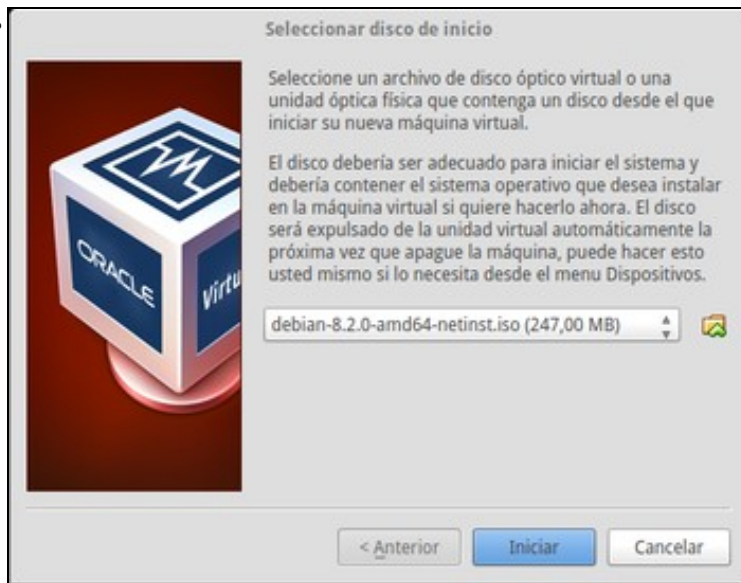 Seleccionar disco de inicio
Seleccione un archivo de disco óptico virtual o una
unidad óptica física que contenga un disco desde el que
iniciar su nueva máquina virtual.
El disco debería ser adecuado para iniciar el sistema y
debería contener el sistema operativo que desea instalar
en la máquina virtual si quiere hacerlo ahora. El disco
será expulsado de la unidad virtual automáticamente la
próxima vez que apague la máquina, puede hacer esto
usted mismo si lo necesita desde el menu Dispositivos.
ORACLE
Virtu
debian-8.2.0-amd64-netinst.iso (247,00 MB)
< Anterior
Iniciar
Cancelar